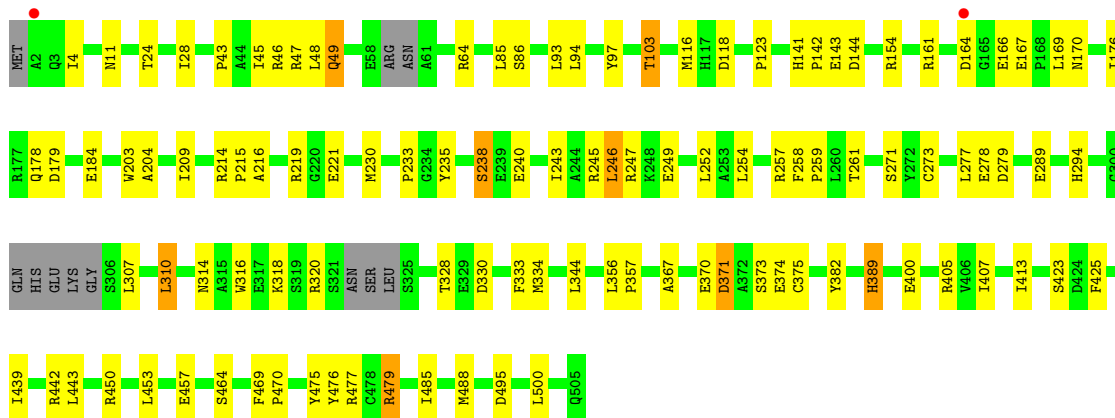 MET A2 Q3 I4 N11 T24 I28 P43 A44 I45 R46 R47 L48 Q49 E58 ARG ASN A61 R64 L85 S86 L93 L94 Y97 T103 M116 H117 D118 P123 H141 P142 E143 D144 R154 R161 D164 G165 E166 E167 P168 L169 N170 I176
R177 Q178 D179 E184 W203 A204 I209 R214 P215 A216 R219 G220 E221 M230 P233 G234 Y235 S238 E239 E240 I243 A244 R245 L246 R247 K248 E249 L252 A253 L254 R257 F258 P259 L260 T261 S271 Y272 C273 L277 E278 D279 E289 H294
GLN HIS GLU LYS GLY S306 L307 L310 N314 A315 W316 E317 K318 S319 R320 S321 ASN SER LEU S325 T328 E329 D330 F333 M334 L344 L356 P357 A367 E370 D371 A372 S373 E374 C375 Y382 H389 E400 R405 V406 I407 I413 S423 D424 F425
I439 R442 L443 R450 L453 E457 S464 F469 P470 Y475 Y476 R477 C478 R479 I485 M488 D495 L500 Q505